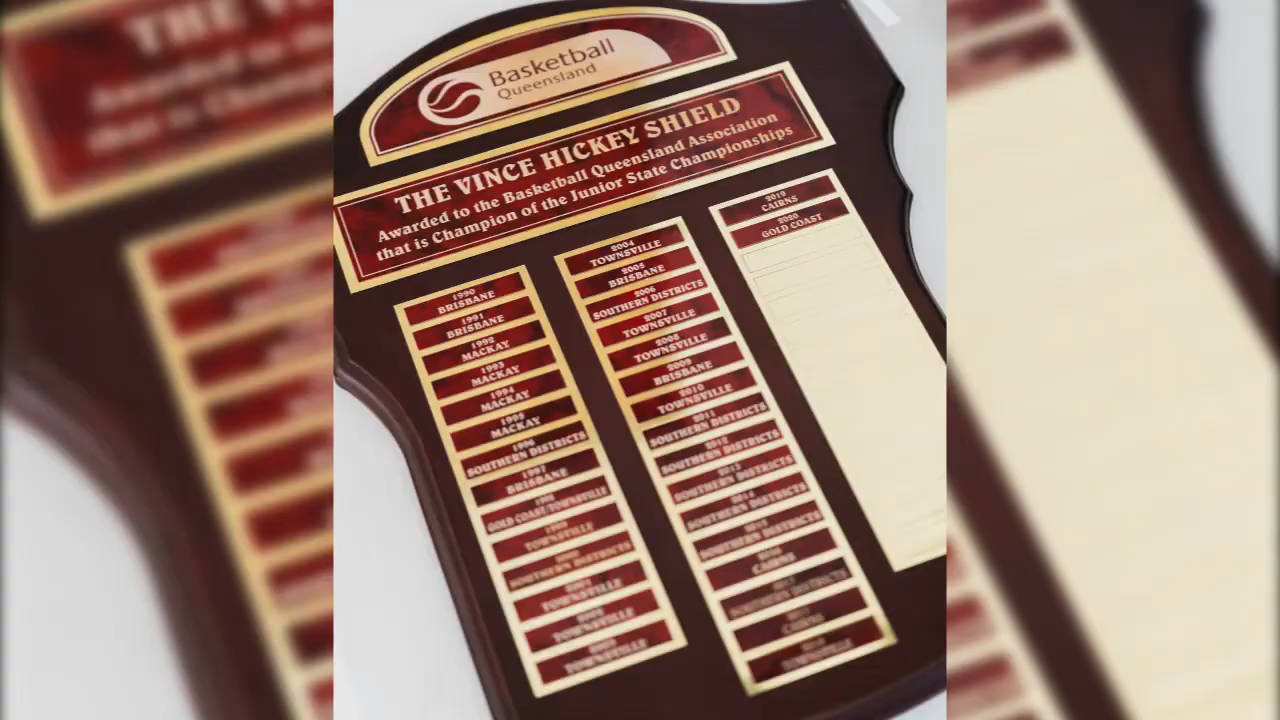 Basketball
Queensland
THE VINCE HICKEY SHIELD
Awarded to the Basketball Queensland Association
that is Champion of the Junior State Championships
1990
BRISBANE
1991
BRISBANE
1992
MACKAY
1993
MACKAY
1994
MACKAY
1995
MACKAY
1996
SOUTHERN DISTRICTS
1997
BRISBANE
1998
GOLD COAST/TOWNSVILLE
1999
TOWNSVILLE
2000
SOUTHERN DISTRICTS
2001
TOWNSVILLE
2002
TOWNSVILLE
2003
TOWNSVILLE
2004
TOWNSVILLE
2005
BRISBANE
2006
SOUTHERN DISTRICTS
2007
TOWNSVILLE
2008
TOWNSVILLE
2009
BRISBANE
2010
TOWNSVILLE
2011
SOUTHERN DISTRICTS
2012
SOUTHERN DISTRICTS
2013
SOUTHERN DISTRICTS
2014
SOUTHERN DISTRICTS
2015
SOUTHERN DISTRICTS
2016
CAIRNS
2017
SOUTHERN DISTRICTS
CAIRNS
TOWNSVILLE
2019
CAIRNS
2020
GOLD COAST